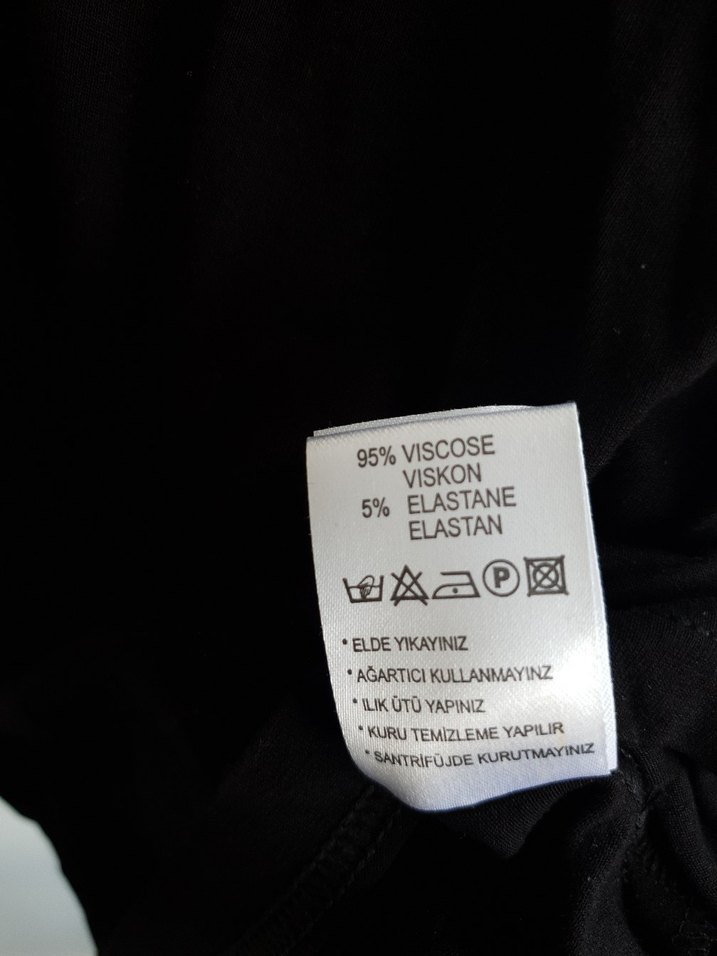 95% VISCOSE
VISKON
5% ELASTANE
ELASTAN
P
* ELDE YIKAYINIZ
* AĞARTICI KULLANMAYINZ
* ILIK ÜTÜ YAPINIZ
* KURU TEMİZLEME YAPILIR
* SANTRİFÜJDE KURUTMAYINIZ